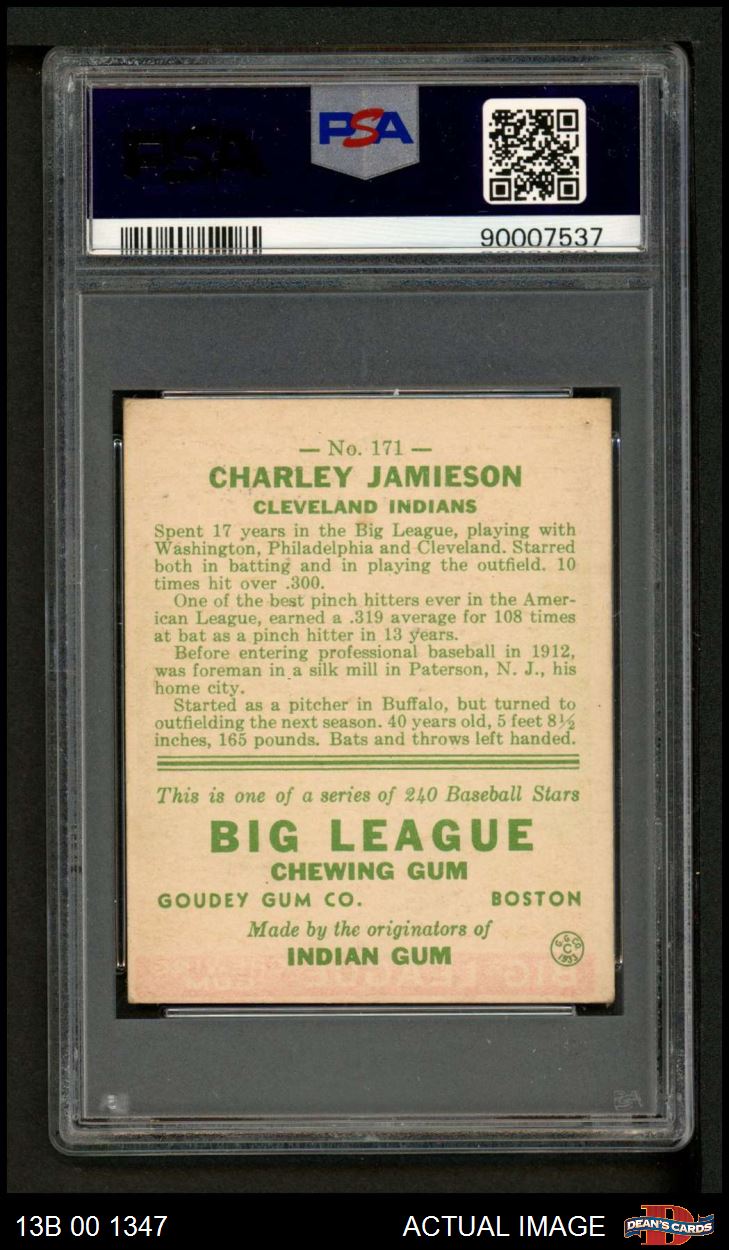 PSA
PSA
90007537
— No. 171 —
CHARLEY JAMIESON
CLEVELAND INDIANS
Spent 17 years in the Big League, playing with
Washington, Philadelphia and Cleveland. Starred
both in batting and in playing the outfield. 10
times hit over .300.
One of the best pinch hitters ever in the Amer-
ican League, earned a .319 average for 108 times
at bat as a pinch hitter in 13 years.
Before entering professional baseball in 1912,
was foreman in a silk mill in Paterson, N. J., his
home city.
Started as a pitcher in Buffalo, but turned to
outfielding the next season. 40 years old, 5 feet 8½
inches, 165 pounds. Bats and throws left handed.
This is one of a series of 240 Baseball Stars
BIG LEAGUE
CHEWING GUM
GOUDEY GUM CO. BOSTON
Made by the originators of
INDIAN GUM
G.G.CO.
C
1933
BIG LEAGUE
13B 00 1347 ACTUAL IMAGE DEAN'S CARDS